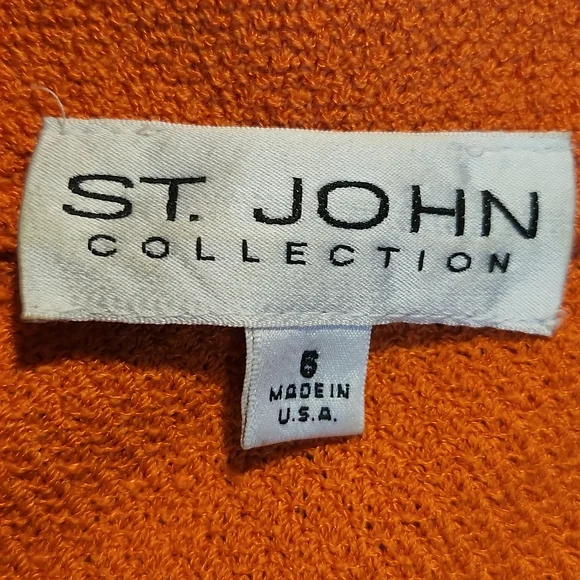 ST. JOHN
COLLECTION
6
MADE IN
U.S.A.